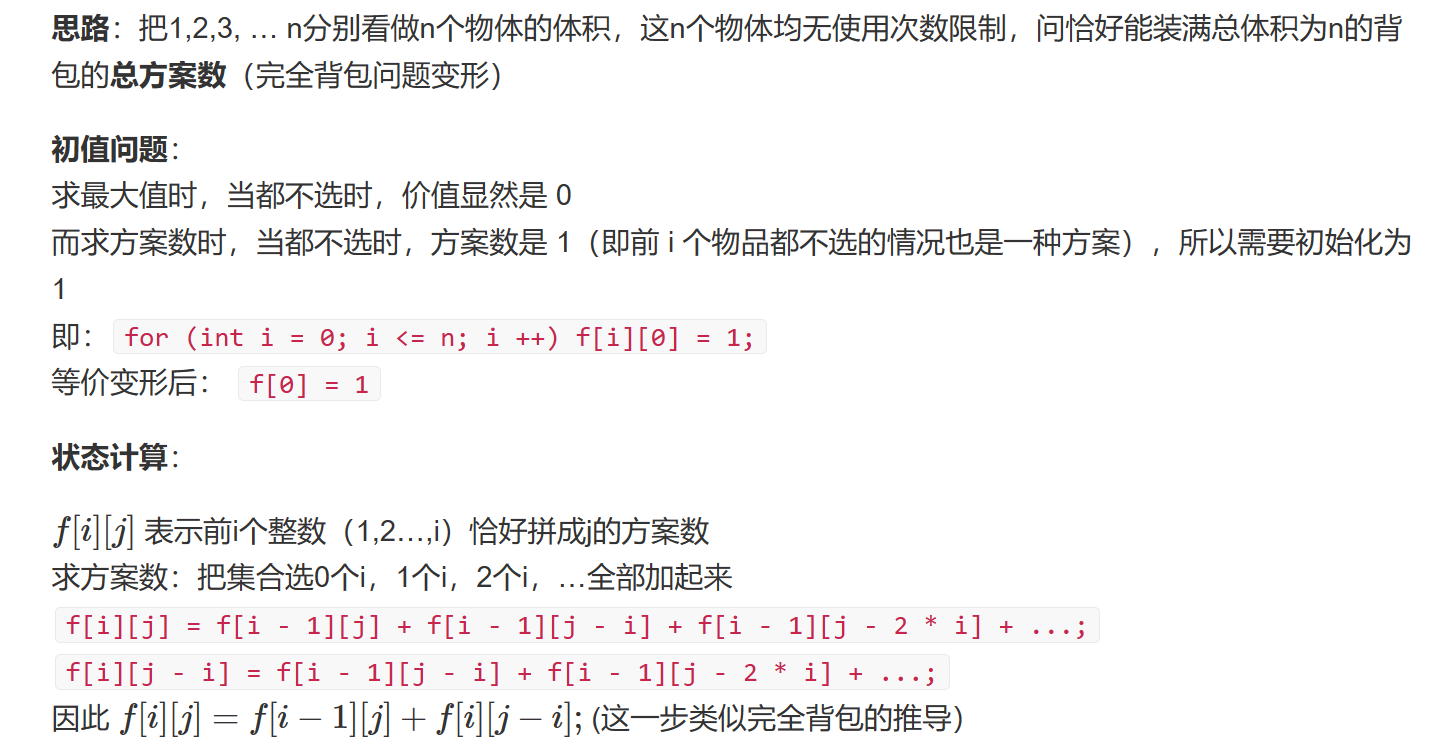 思路：把1,2,3, … n分别看做n个物体的体积，这n个物体均无使用次数限制，问恰好能装满总体积为n的背
包的总方案数（完全背包问题变形）
初值问题：
求最大值时，当都不选时，价值显然是 0
而求方案数时，当都不选时，方案数是 1（即前 i 个物品都不选的情况也是一种方案），所以需要初始化为
1
即： for (int i = 0; i <= n; i ++) f[i][0] = 1;
等价变形后： f[0] = 1
状态计算：
f[i][j] 表示前i个整数（1,2…,i）恰好拼成j的方案数
求方案数：把集合选0个i，1个i，2个i，…全部加起来
f[i][j] = f[i - 1][j] + f[i - 1][j - i] + f[i - 1][j - 2 * i] + ...;
f[i][j - i] = f[i - 1][j - i] + f[i - 1][j - 2 * i] + ...;
因此 f[i][j] = f[i − 1][j] + f[i][j − i]; (这一步类似完全背包的推导）